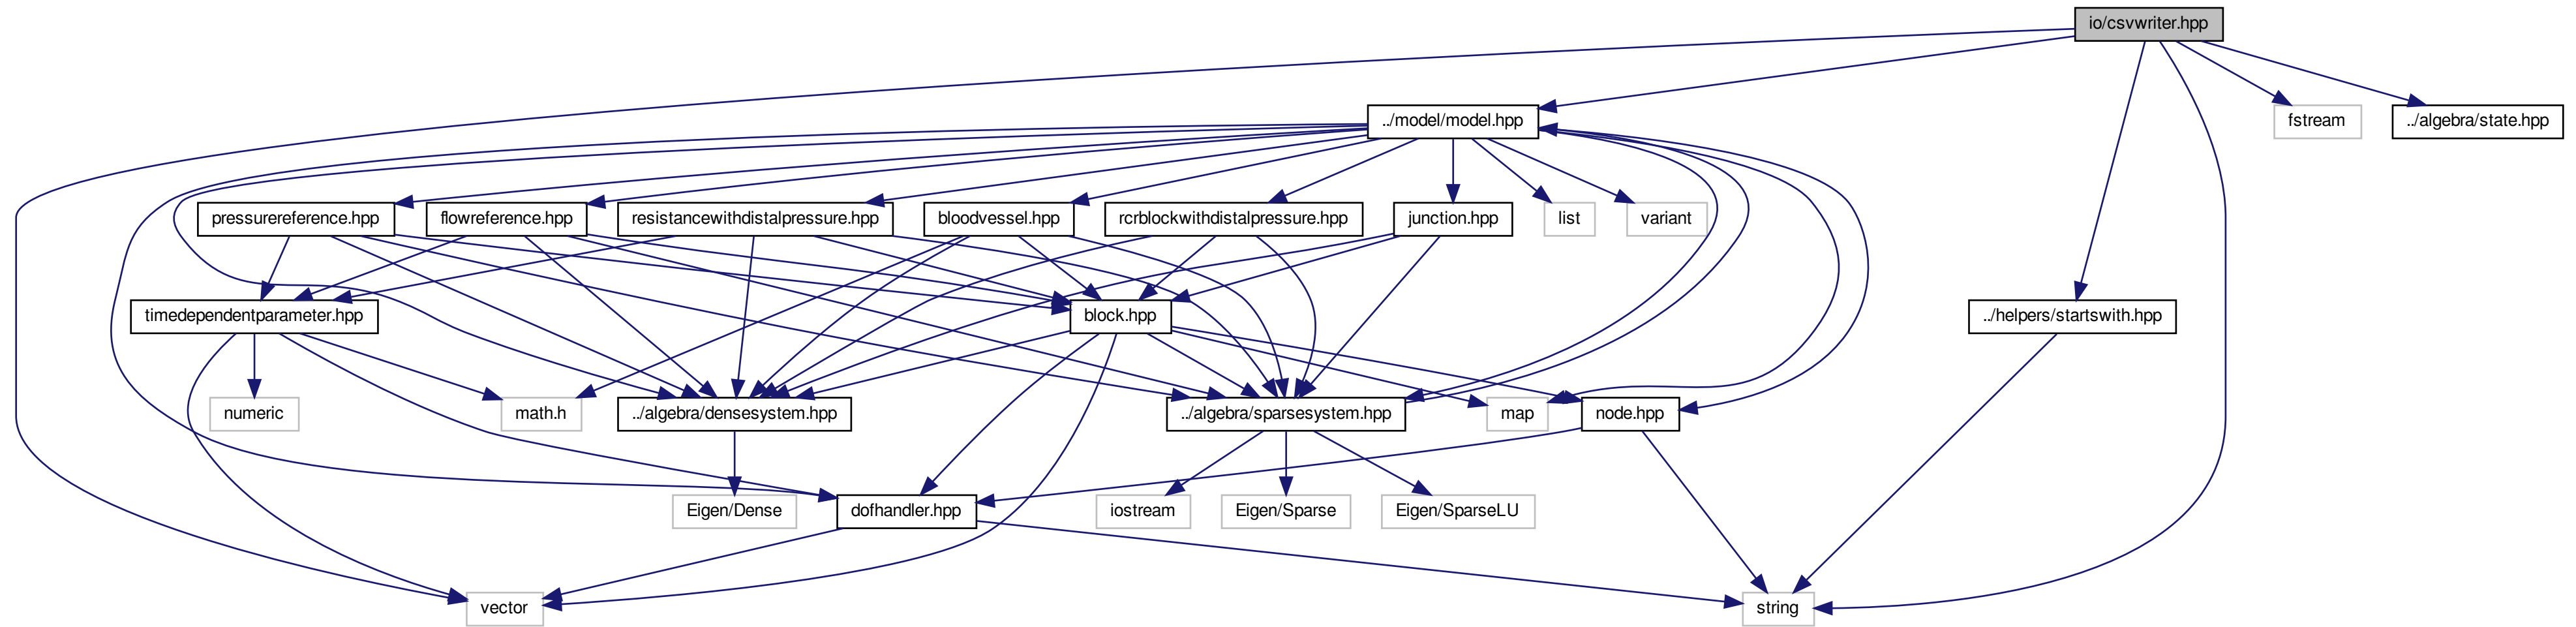 io/csvwriter.hpp
../model/model.hpp
fstream
../algebra/state.hpp
pressurereference.hpp
flowreference.hpp
resistancewithdistalpressure.hpp
bloodvessel.hpp
rcrblockwithdistalpressure.hpp
junction.hpp
list
variant
timedependentparameter.hpp
block.hpp
../helpers/startswith.hpp
numeric
math.h
../algebra/densesystem.hpp
../algebra/sparsesystem.hpp
map
node.hpp
Eigen/Dense
dofhandler.hpp
iostream
Eigen/Sparse
Eigen/SparseLU
vector
string